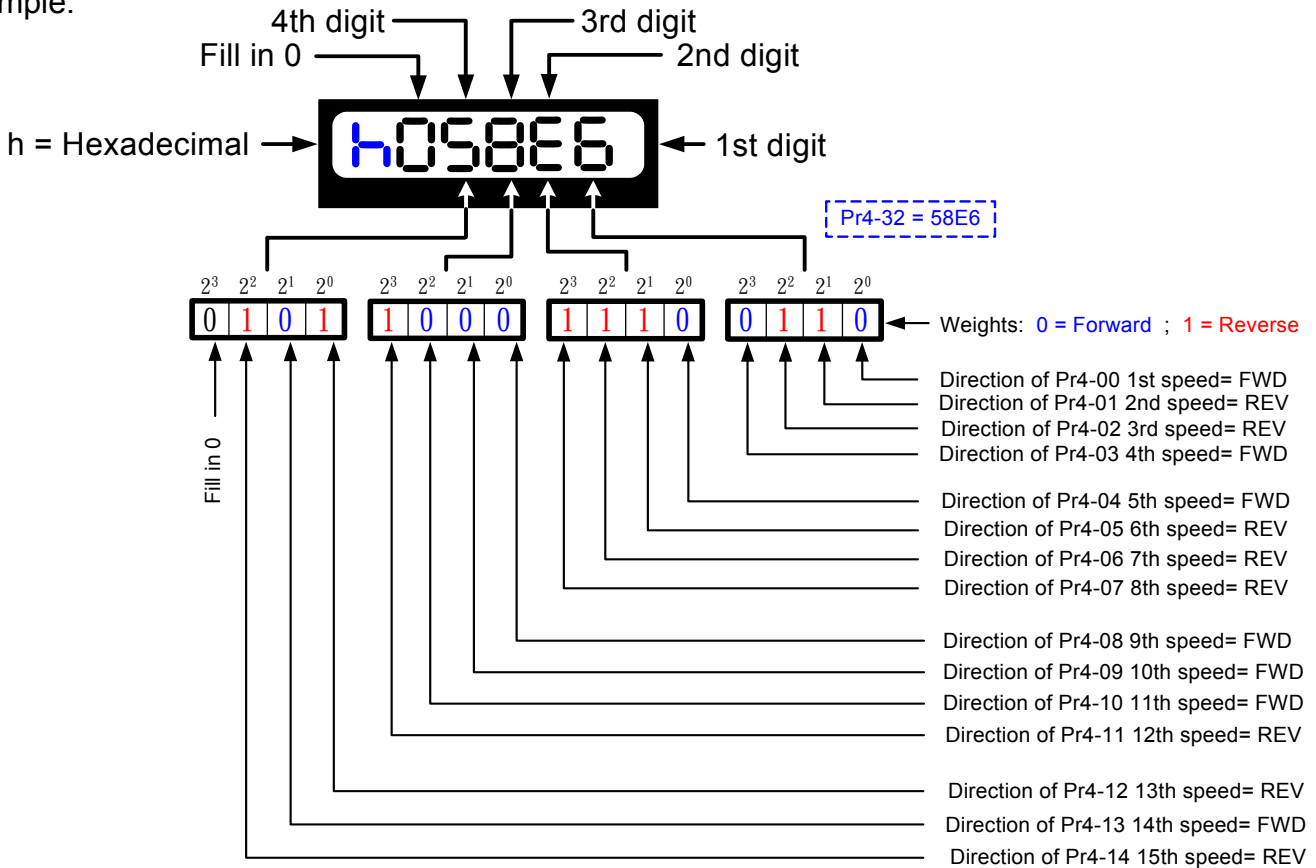 mple:
4th digit
3rd digit
Fill in 0
2nd digit
h = Hexadecimal
h058E6
1st digit
Pr4-32 = 58E6
2³ 2² 2¹ 2⁰ 2³ 2² 2¹ 2⁰ 2³ 2² 2¹ 2⁰ 2³ 2² 2¹ 2⁰
0 1 0 1 1 0 0 0 1 1 1 0 0 1 1 0
Weights: 0 = Forward ; 1 = Reverse
Fill in 0
Direction of Pr4-00 1st speed= FWD
Direction of Pr4-01 2nd speed= REV
Direction of Pr4-02 3rd speed= REV
Direction of Pr4-03 4th speed= FWD
Direction of Pr4-04 5th speed= FWD
Direction of Pr4-05 6th speed= REV
Direction of Pr4-06 7th speed= REV
Direction of Pr4-07 8th speed= REV
Direction of Pr4-08 9th speed= FWD
Direction of Pr4-09 10th speed= FWD
Direction of Pr4-10 11th speed= FWD
Direction of Pr4-11 12th speed= REV
Direction of Pr4-12 13th speed= REV
Direction of Pr4-13 14th speed= FWD
Direction of Pr4-14 15th speed= REV